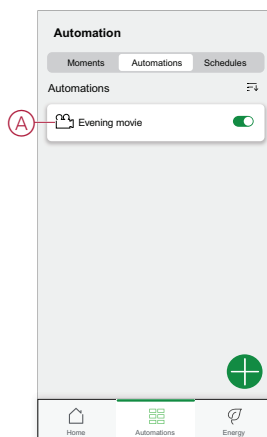 Automation
Moments Automations Schedules
Automations
A Evening movie
Home Automations Energy